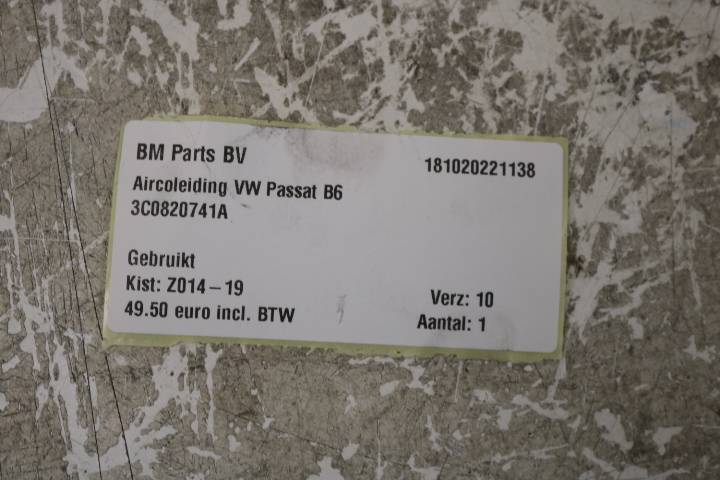 BM Parts BV
181020221138
Aircoleiding VW Passat B6
3C0820741A
Gebruikt
Kist: Z014-19
Verz: 10
49.50 euro incl. BTW
Aantal: 1